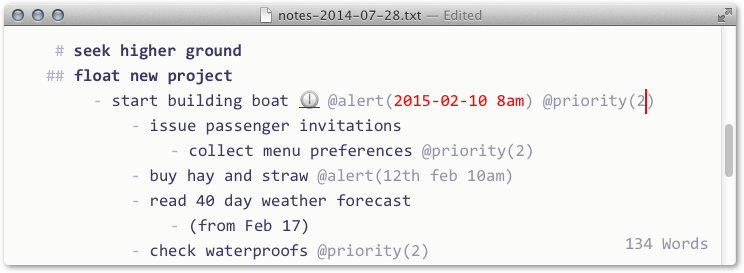 notes-2014-07-28.txt — Edited
# seek higher ground
## float new project
- start building boat 🕕 @alert(2015-02-10 8am) @priority(2)
- issue passenger invitations
- collect menu preferences @priority(2)
- buy hay and straw @alert(12th feb 10am)
- read 40 day weather forecast
- (from Feb 17)
- check waterproofs @priority(2)
134 Words